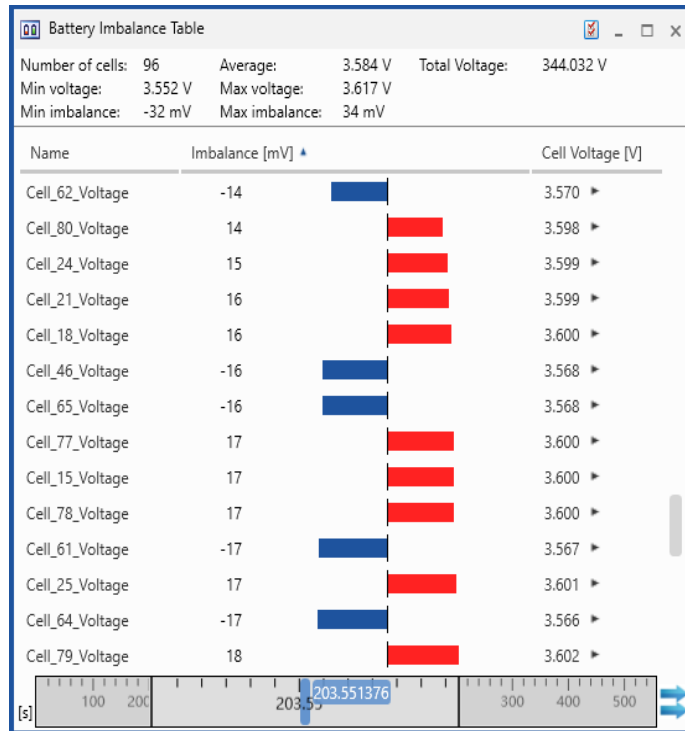 Battery Imbalance Table
Number of cells: 96 Average: 3.584 V Total Voltage: 344.032 V
Min voltage: 3.552 V Max voltage: 3.617 V
Min imbalance: -32 mV Max imbalance: 34 mV
Name Imbalance [mV] Cell Voltage [V]
Cell_62_Voltage -14 3.570
Cell_80_Voltage 14 3.598
Cell_24_Voltage 15 3.599
Cell_21_Voltage 16 3.599
Cell_18_Voltage 16 3.600
Cell_46_Voltage -16 3.568
Cell_65_Voltage -16 3.568
Cell_77_Voltage 17 3.600
Cell_15_Voltage 17 3.600
Cell_78_Voltage 17 3.600
Cell_61_Voltage -17 3.567
Cell_25_Voltage 17 3.601
Cell_64_Voltage -17 3.566
Cell_79_Voltage 18 3.602
203.551376
[s] 100 200 203.55 300 400 500